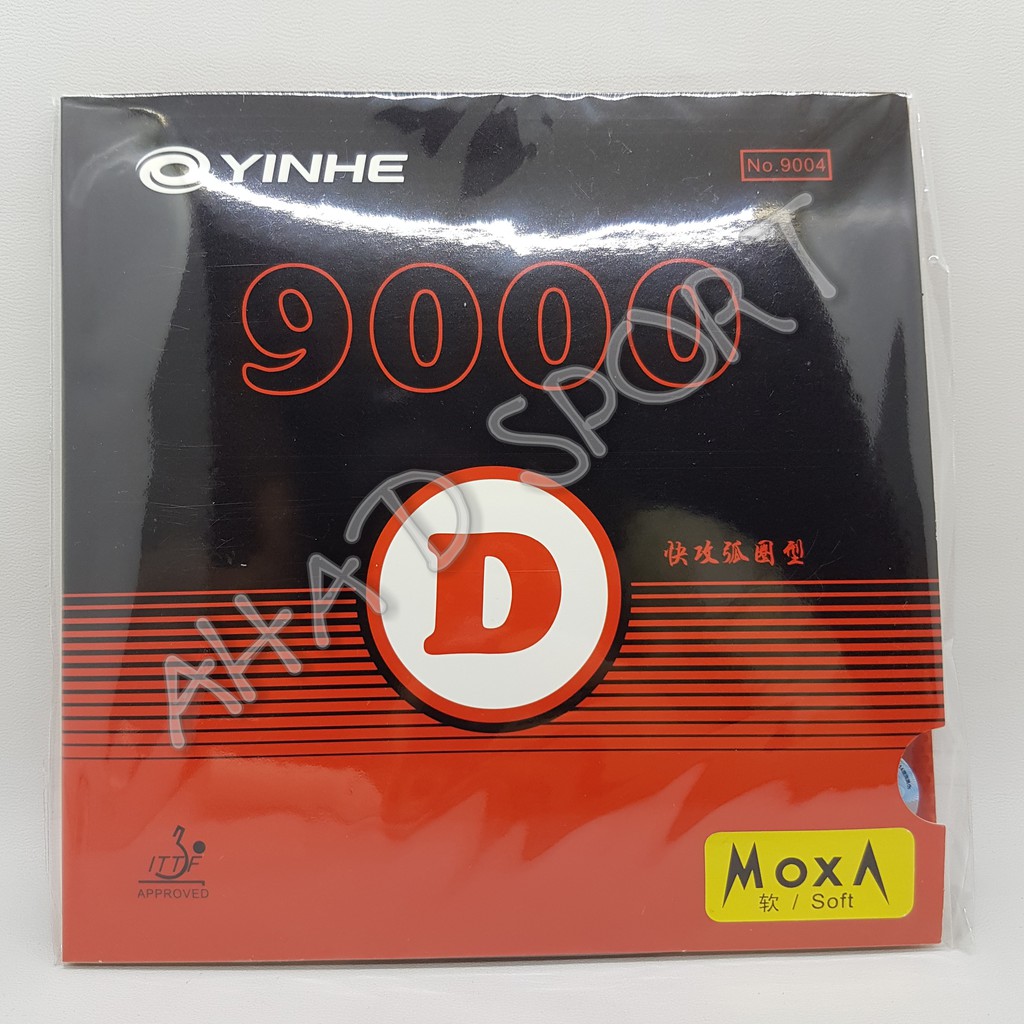 YINHE
No.9004
9000
D
快攻弧圈型
AHAD SPORT
ITTF
APPROVED
MOXA
软 / Soft